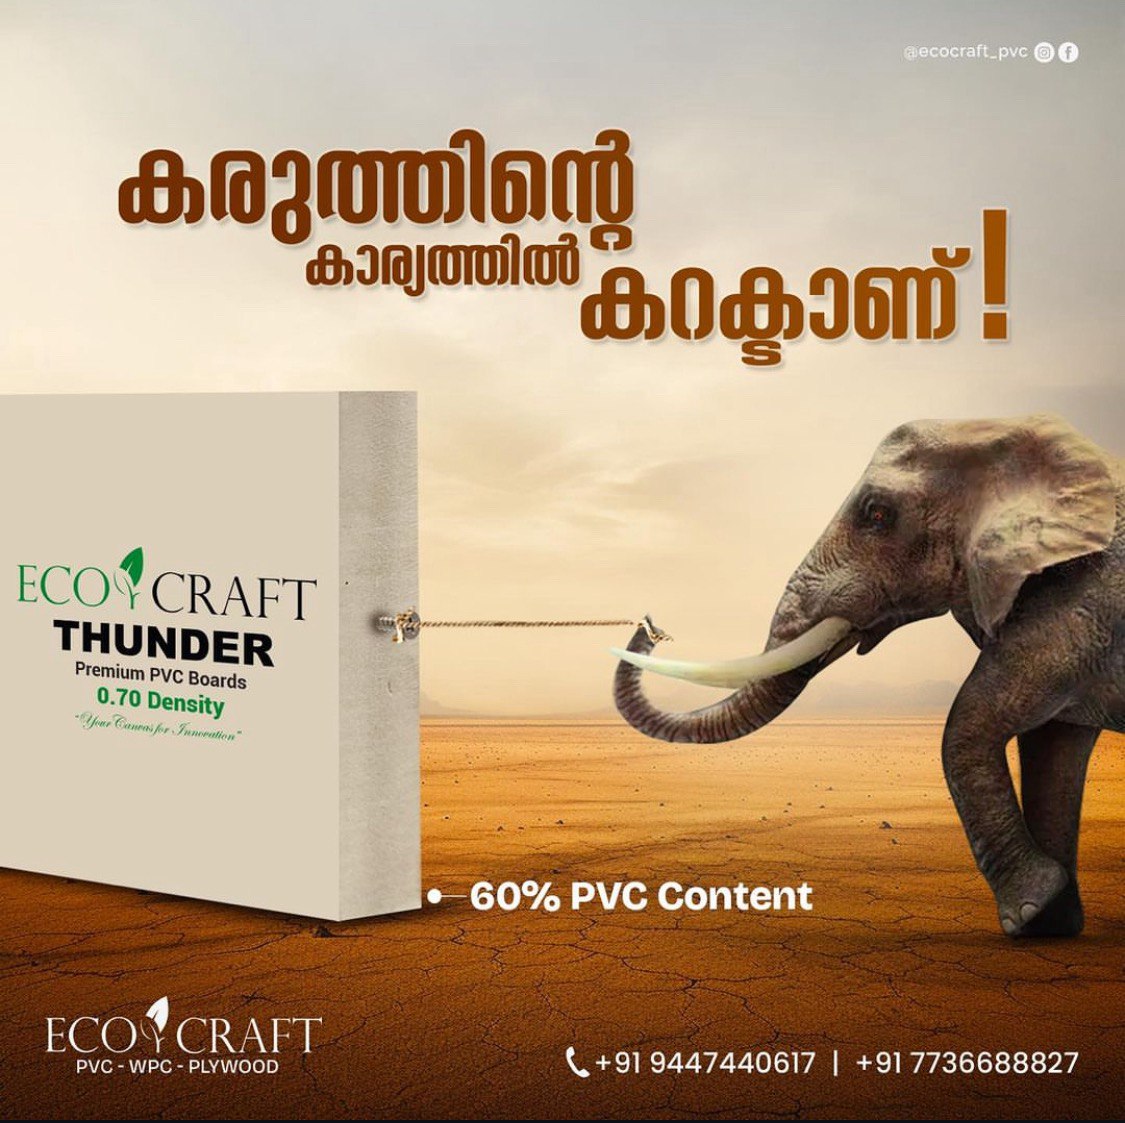 @ecocraft_pvc
കരുത്തിന്റെ
കാര്യത്തിൽ
കറക്ടാണ് !
ECO CRAFT
THUNDER
Premium PVC Boards
0.70 Density
"Your Canvas for Innovation"
60% PVC Content
ECO CRAFT
PVC - WPC - PLYWOOD
+91 9447440617 | +91 7736688827